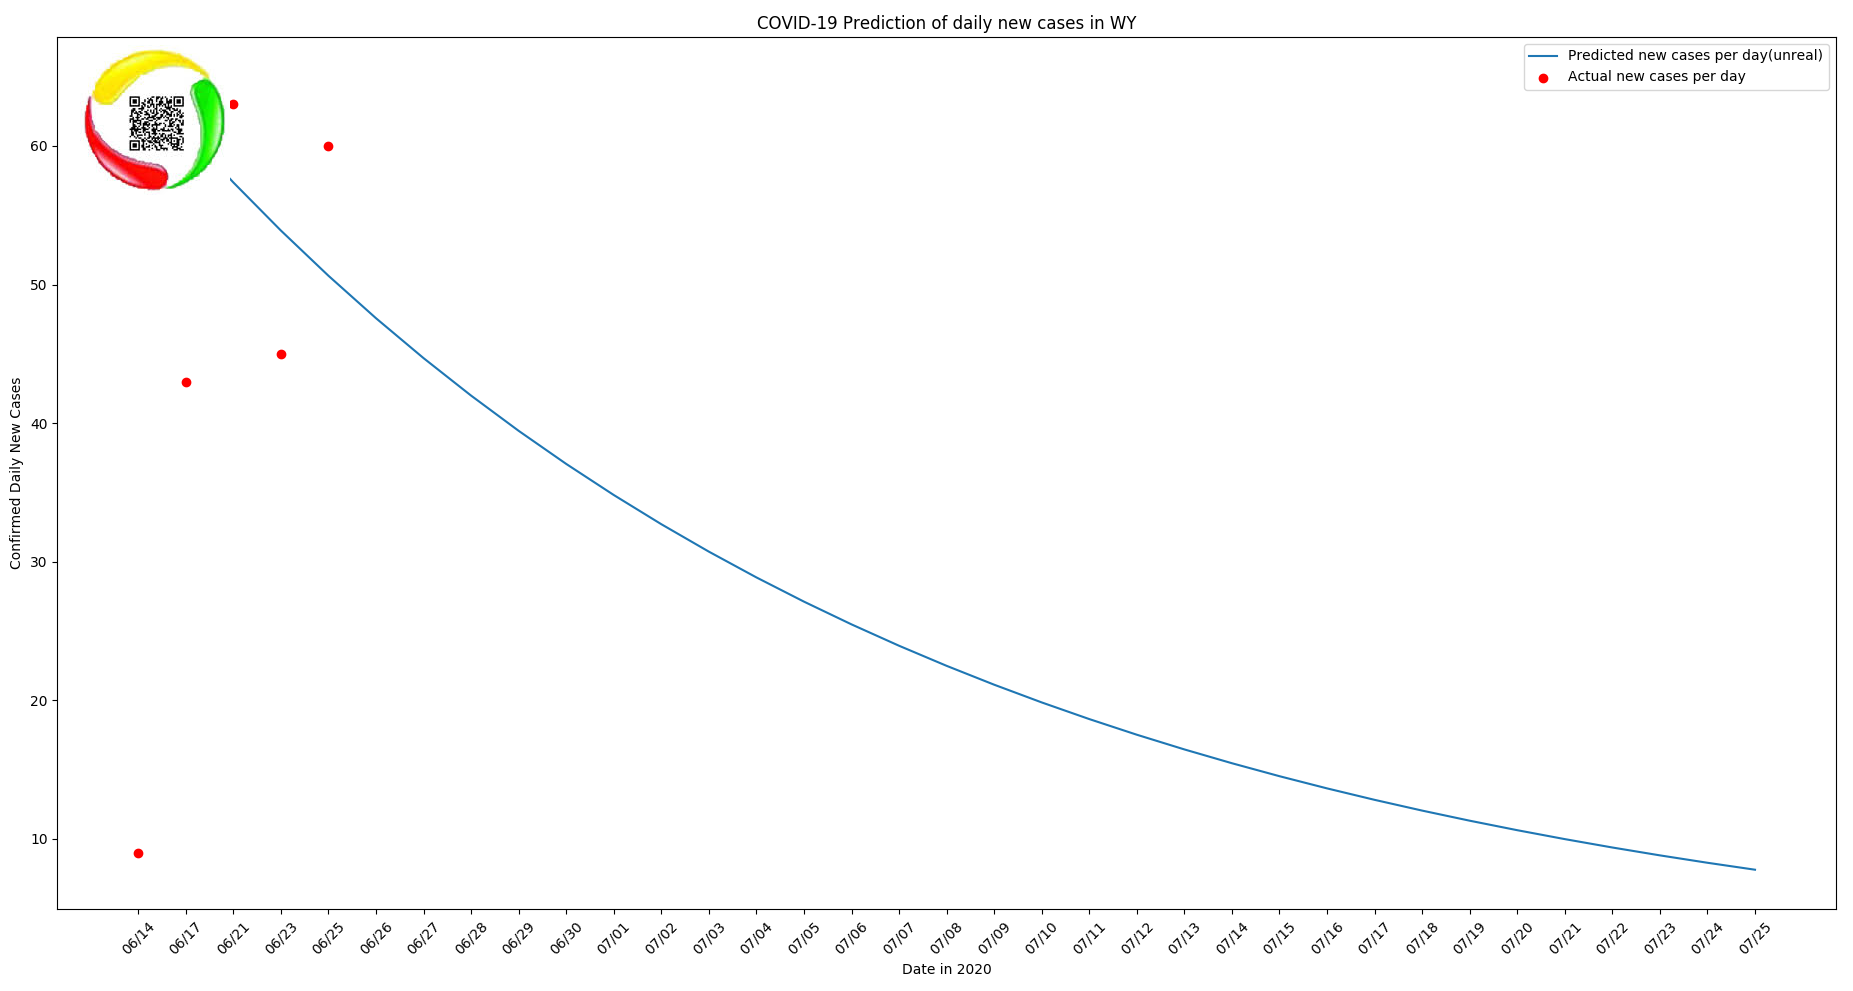 COVID-19 Prediction of daily new cases in WY
Predicted new cases per day(unreal)
Actual new cases per day
60
50
40
30
20
10
Confirmed Daily New Cases
06/14 06/17 06/21 06/23 06/25 06/26 06/27 06/28 06/29 06/30 07/01 07/02 07/03 07/04 07/05 07/06 07/07 07/08 07/09 07/10 07/11 07/12 07/13 07/14 07/15 07/16 07/17 07/18 07/19 07/20 07/21 07/22 07/23 07/24 07/25
Date in 2020